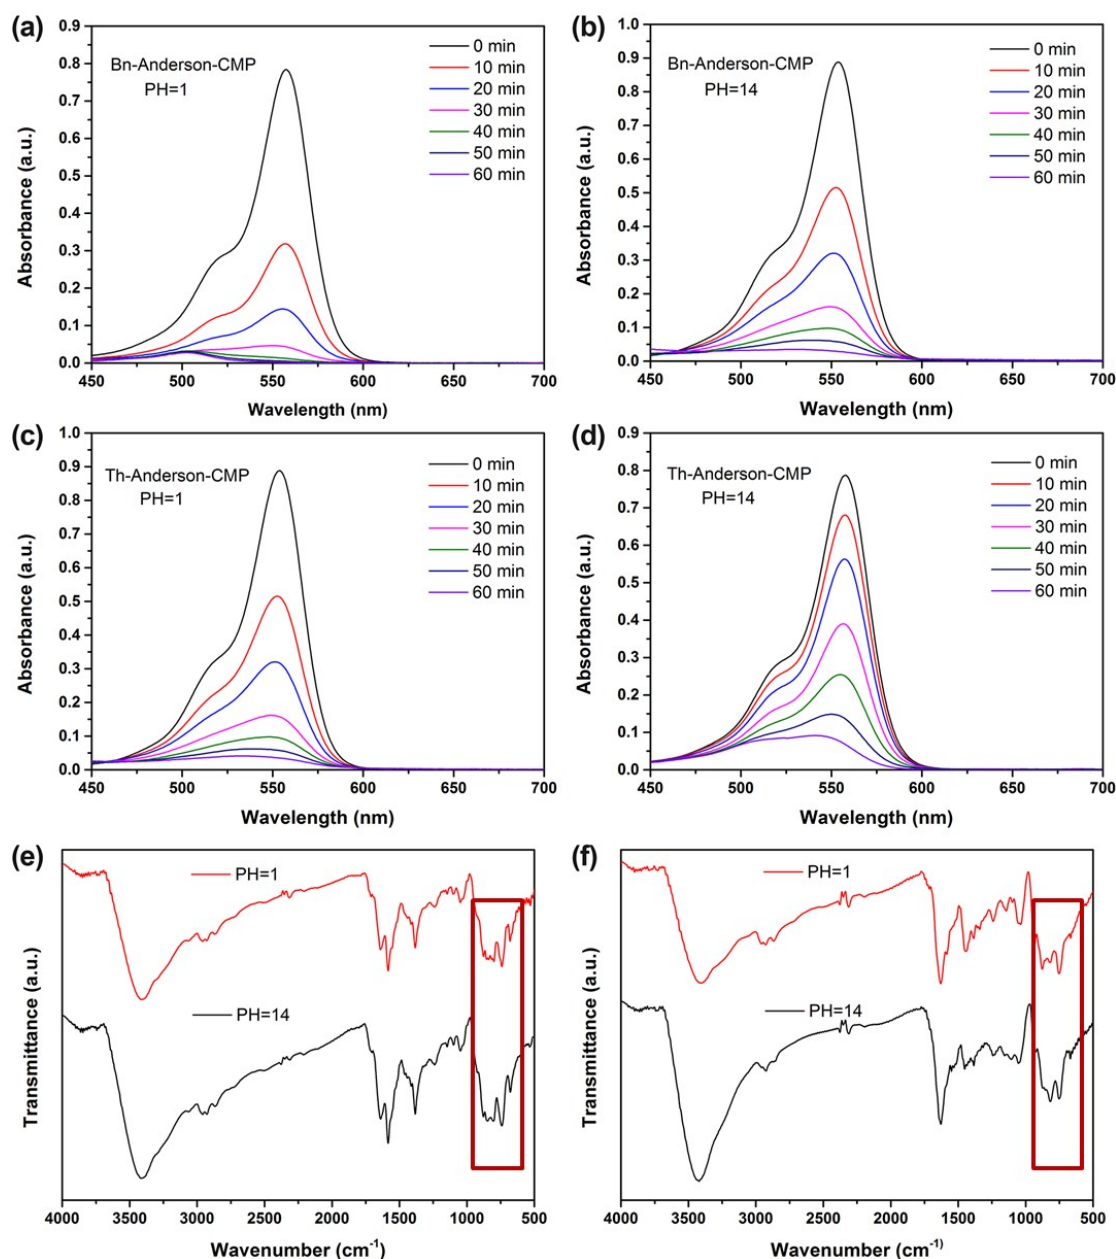 (a)
Bn-Anderson-CMP
PH=1
0 min
10 min
20 min
30 min
40 min
50 min
60 min
0.9
0.8
0.7
0.6
0.5
0.4
0.3
0.2
0.1
0.0
450 500 550 600 650 700
Absorbance (a.u.)
Wavelength (nm)
(b)
Bn-Anderson-CMP
PH=14
0 min
10 min
20 min
30 min
40 min
50 min
60 min
1.0
0.9
0.8
0.7
0.6
0.5
0.4
0.3
0.2
0.1
0.0
450 500 550 600 650 700
Absorbance (a.u.)
Wavelength (nm)
(c)
Th-Anderson-CMP
PH=1
0 min
10 min
20 min
30 min
40 min
50 min
60 min
1.0
0.9
0.8
0.7
0.6
0.5
0.4
0.3
0.2
0.1
0.0
450 500 550 600 650 700
Absorbance (a.u.)
Wavelength (nm)
(d)
Th-Anderson-CMP
PH=14
0 min
10 min
20 min
30 min
40 min
50 min
60 min
0.9
0.8
0.7
0.6
0.5
0.4
0.3
0.2
0.1
0.0
450 500 550 600 650 700
Absorbance (a.u.)
Wavelength (nm)
(e)
PH=1
PH=14
Transmittance (a.u.)
4000 3500 3000 2500 2000 1500 1000 500
Wavenumber (cm⁻¹)
(f)
PH=1
PH=14
Transmittance (a.u.)
4000 3500 3000 2500 2000 1500 1000 500
Wavenumber (cm⁻¹⁾